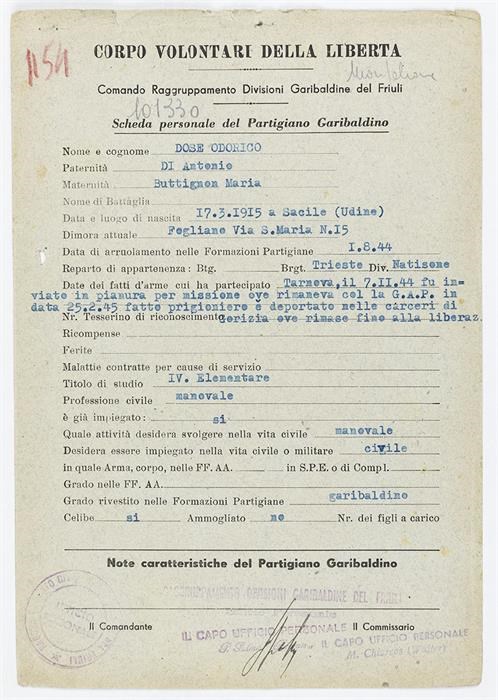 1154
CORPO VOLONTARI DELLA LIBERTA
Monfalcone
Comando Raggruppamento Divisioni Garibaldine del Friuli
101330
Scheda personale del Partigiano Garibaldino
Nome e cognome DOSE ODORICO
Paternità DI Antonio
Maternità Buttignon Maria
Nome di Battaglia
Data e luogo di nascita 17.3.1915 a Sacile (Udine)
Dimora attuale Fogliano Via S.Maria N.15
Data di arruolamento nelle Formazioni Partigiane 1.8.44
Reparto di appartenenza: Btg. Brgt. Trieste Div. Natisone
Date dei fatti d'arme cui ha partecipato Tarnova, il 7.II.44 fu in-
viato in pianura per missione ove rimaneva col la G.A.P. in
data 25.2.45 fatto prigioniero e deportato nelle carceri di
Nr. Tesserino di riconoscimento Gorizia ove rimase fino alla liberaz.
Ricompense
Ferite
Malattie contratte per cause di servizio
Titolo di studio IV. Elementare
Professione civile manovale
è già impiegato: si
Quale attività desidera svolgere nella vita civile manovale
Desidera essere impiegato nella vita civile o militare civile
in quale Arma, corpo, nelle FF. AA. in S.P.E. o di Compl.
Grado nelle FF. AA.
Grado rivestito nelle Formazioni Partigiane garibaldino
Celibe si Ammogliato no Nr. dei figli a carico
Note caratteristiche del Partigiano Garibaldino
RAGGRUPPAMENTO DIVISIONI GARIBALDINE DEL FRIULI
Il Comandante Il Commissario
IL CAPO UFFICIO PERSONALE
IL CAPO UFFICIO PERSONALE